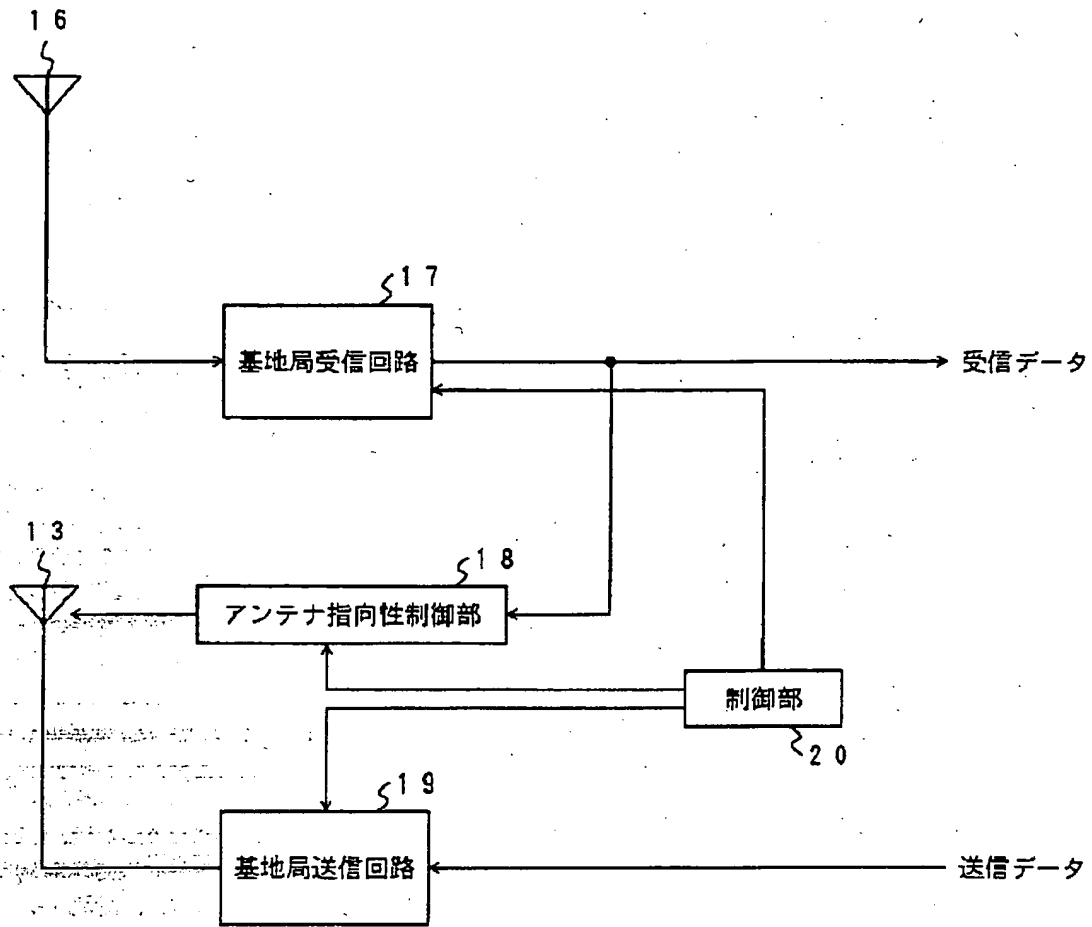 16
17
基地局受信回路
受信データ
13
18
アンテナ指向性制御部
制御部
20
19
基地局送信回路
送信データ